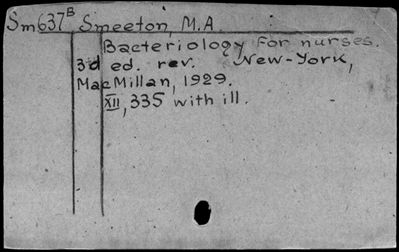 Sm637B Smeeton, M.A.
Bacteriology for nurses.
3d ed. rev. New-York,
MacMillan, 1929.
XII, 335 with ill.